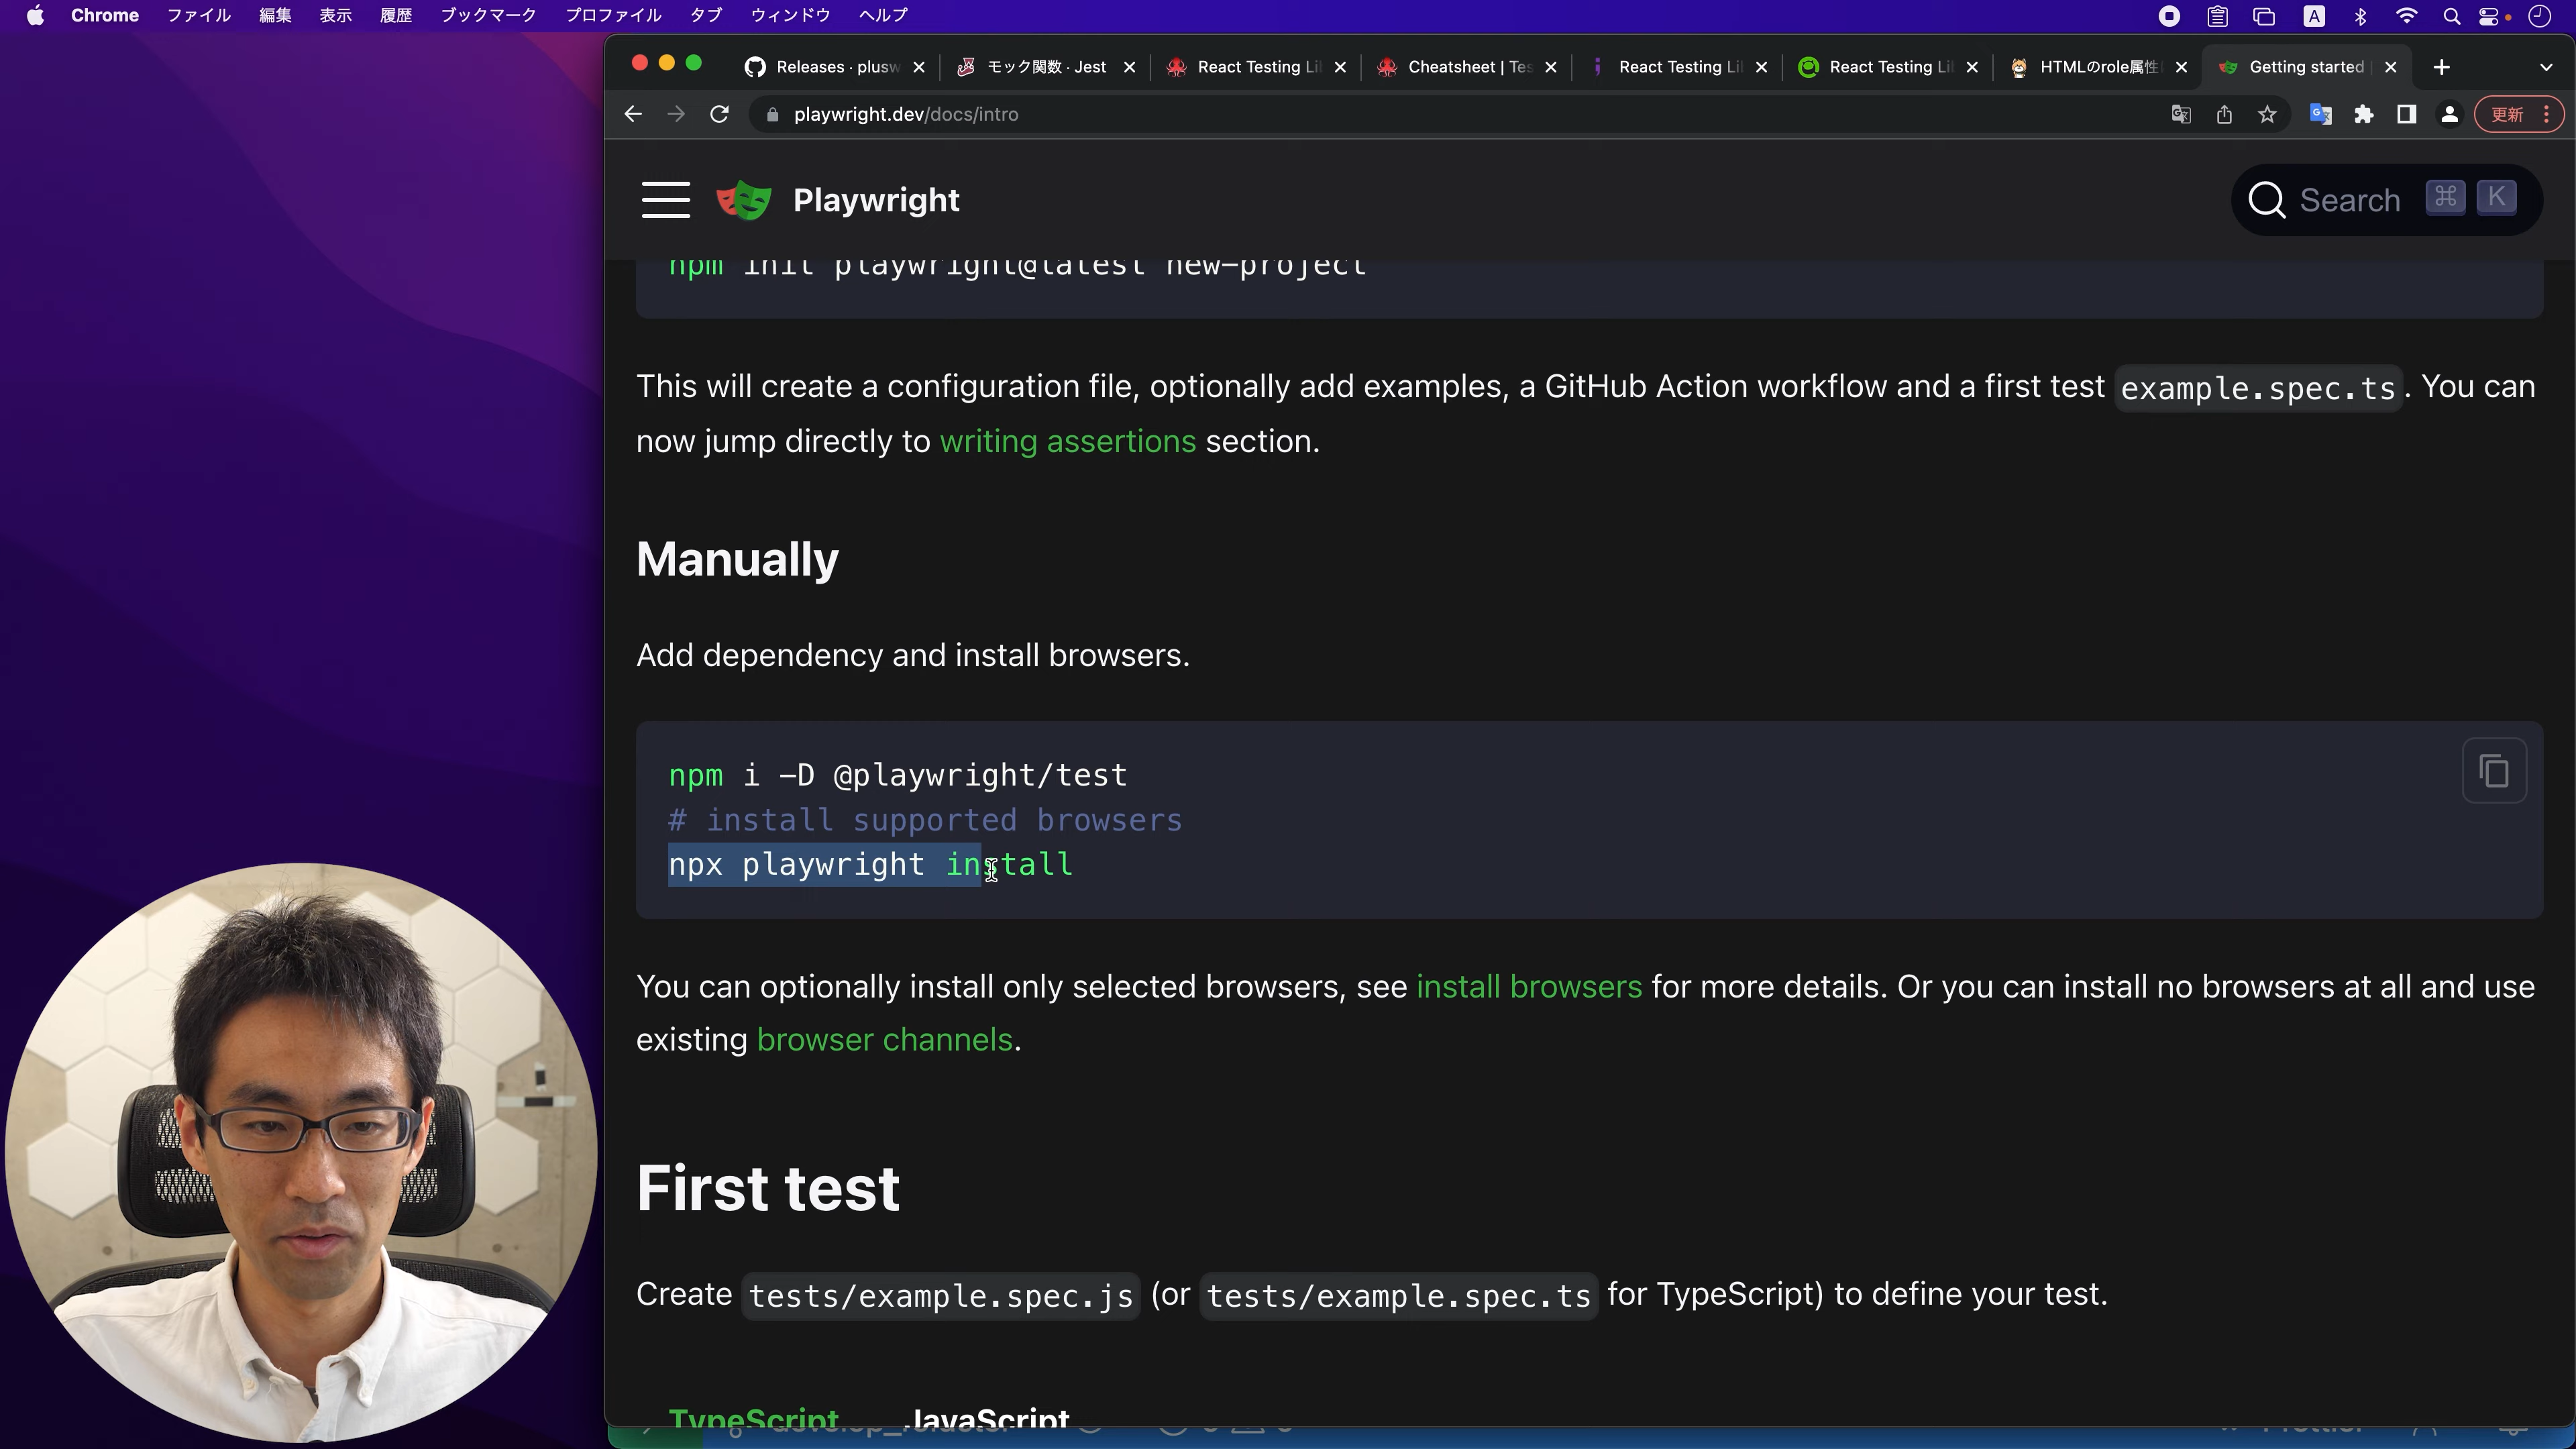 Chrome ファイル 編集 表示 履歴 ブックマーク プロファイル タブ ウィンドウ ヘルプ A
Releases · plusw モック関数 · Jest React Testing Li Cheatsheet | Tes React Testing Li React Testing Li HTMLのrole属性 Getting started
playwright.dev/docs/intro 更新
Playwright Search ⌘ K
npm init playwright@latest new-project
This will create a configuration file, optionally add examples, a GitHub Action workflow and a first test example.spec.ts. You can
now jump directly to writing assertions section.
Manually
Add dependency and install browsers.
npm i -D @playwright/test
# install supported browsers
npx playwright install
You can optionally install only selected browsers, see install browsers for more details. Or you can install no browsers at all and use
existing browser channels.
First test
Create tests/example.spec.js (or tests/example.spec.ts for TypeScript) to define your test.
TypeScript JavaScript